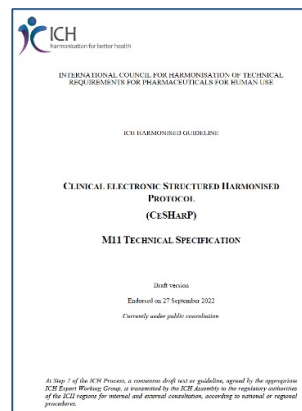 ICH
harmonisation for better health
INTERNATIONAL COUNCIL FOR HARMONISATION OF TECHNICAL
REQUIREMENTS FOR PHARMACEUTICALS FOR HUMAN USE
ICH HARMONISED GUIDELINE
CLINICAL ELECTRONIC STRUCTURED HARMONISED
PROTOCOL
(CESHARP)
M11 TECHNICAL SPECIFICATION
Draft version
Endorsed on 27 September 2022
Currently under public consultation
At Step 2 of the ICH Process, a consensus draft text or guideline, agreed by the appropriate
ICH Expert Working Group, is transmitted by the ICH Assembly to the regulatory authorities
of the ICH regions for internal and external consultation, according to national or regional
procedures.